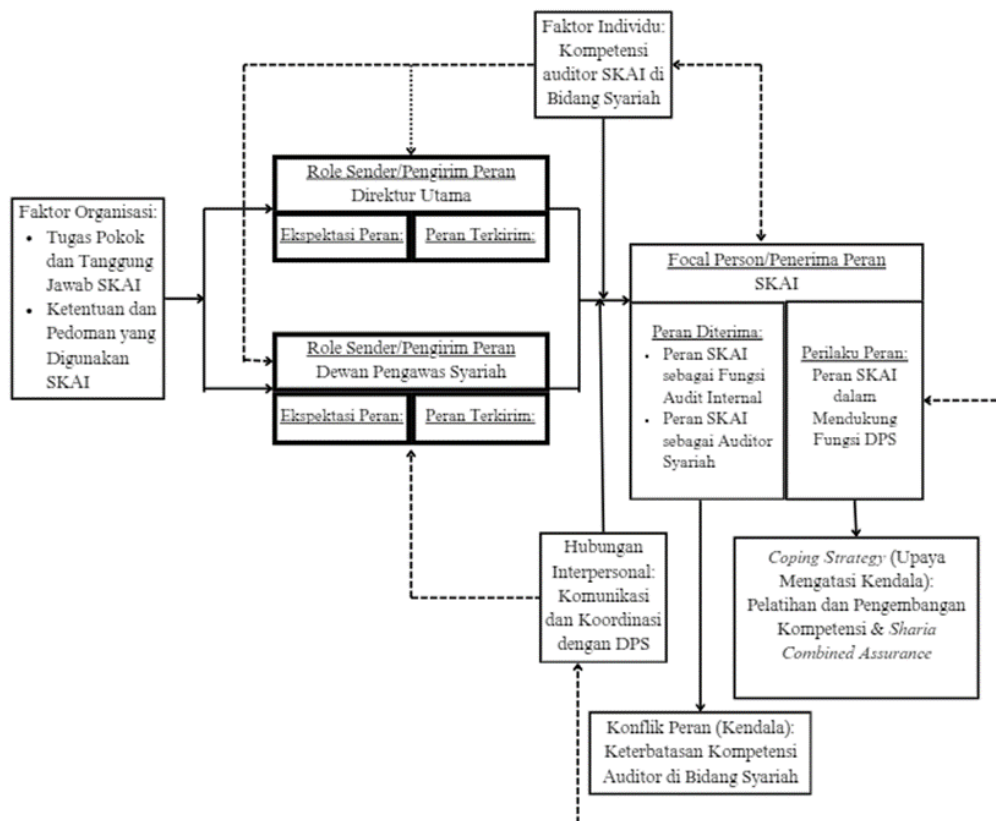 Faktor Individu:
Kompetensi
auditor SKAI di
Bidang Syariah
Role Sender/Pengirim Peran
Direktur Utama
Ekspektasi Peran:
Peran Terkirim:
Faktor Organisasi:
• Tugas Pokok
dan Tanggung
Jawab SKAI
• Ketentuan dan
Pedoman yang
Digunakan
SKAI
Role Sender/Pengirim Peran
Dewan Pengawas Syariah
Ekspektasi Peran:
Peran Terkirim:
Focal Person/Penerima Peran
SKAI
Peran Diterima:
• Peran SKAI
sebagai Fungsi
Audit Internal
• Peran SKAI
sebagai Auditor
Syariah
Perilaku Peran:
Peran SKAI
dalam
Mendukung
Fungsi DPS
Hubungan
Interpersonal:
Komunikasi
dan Koordinasi
dengan DPS
Coping Strategy (Upaya
Mengatasi Kendala):
Pelatihan dan Pengembangan
Kompetensi & Sharia
Combined Assurance
Konflik Peran (Kendala):
Keterbatasan Kompetensi
Auditor di Bidang Syariah